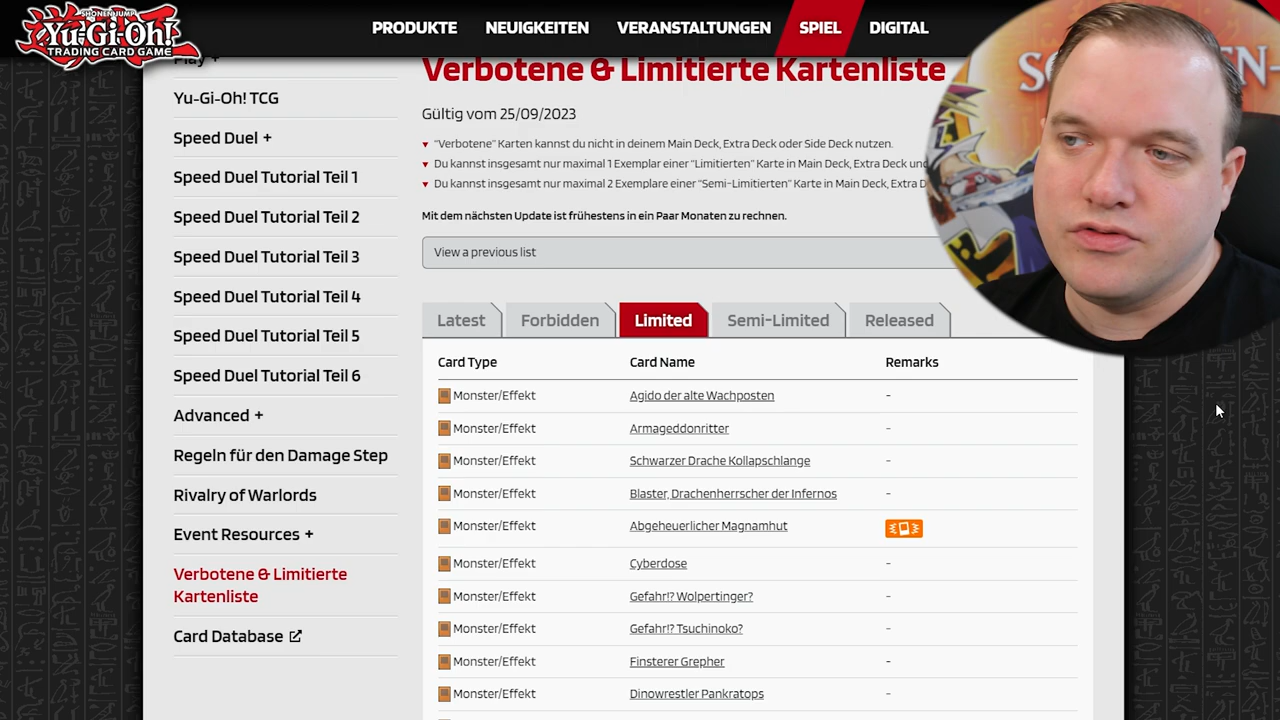 SHONEN JUMP
Yu-Gi-Oh!
TRADING CARD GAME
PRODUKTE
NEUIGKEITEN
VERANSTALTUNGEN
SPIEL
DIGITAL
Play +
Yu-Gi-Oh! TCG
Speed Duel +
Speed Duel Tutorial Teil 1
Speed Duel Tutorial Teil 2
Speed Duel Tutorial Teil 3
Speed Duel Tutorial Teil 4
Speed Duel Tutorial Teil 5
Speed Duel Tutorial Teil 6
Advanced +
Regeln für den Damage Step
Rivalry of Warlords
Event Resources +
Verbotene & Limitierte
Kartenliste
Card Database
Verbotene & Limitierte Kartenliste
Gültig vom 25/09/2023
"Verbotene" Karten kannst du nicht in deinem Main Deck, Extra Deck oder Side Deck nutzen.
Du kannst insgesamt nur maximal 1 Exemplar einer "Limitierten" Karte in Main Deck, Extra Deck und
Du kannst insgesamt nur maximal 2 Exemplare einer "Semi-Limitierten" Karte in Main Deck, Extra D
Mit dem nächsten Update ist frühestens in ein Paar Monaten zu rechnen.
View a previous list
Latest
Forbidden
Limited
Semi-Limited
Released
Card Type Card Name Remarks
Monster/Effekt Agido der alte Wachposten -
Monster/Effekt Armageddonritter -
Monster/Effekt Schwarzer Drache Kollapschlange -
Monster/Effekt Blaster, Drachenherrscher der Infernos -
Monster/Effekt Abgeheuerlicher Magnamhut
Monster/Effekt Cyberdose -
Monster/Effekt Gefahr!? Wolpertinger? -
Monster/Effekt Gefahr!? Tsuchinoko? -
Monster/Effekt Finsterer Grepher -
Monster/Effekt Dinowrestler Pankratops -